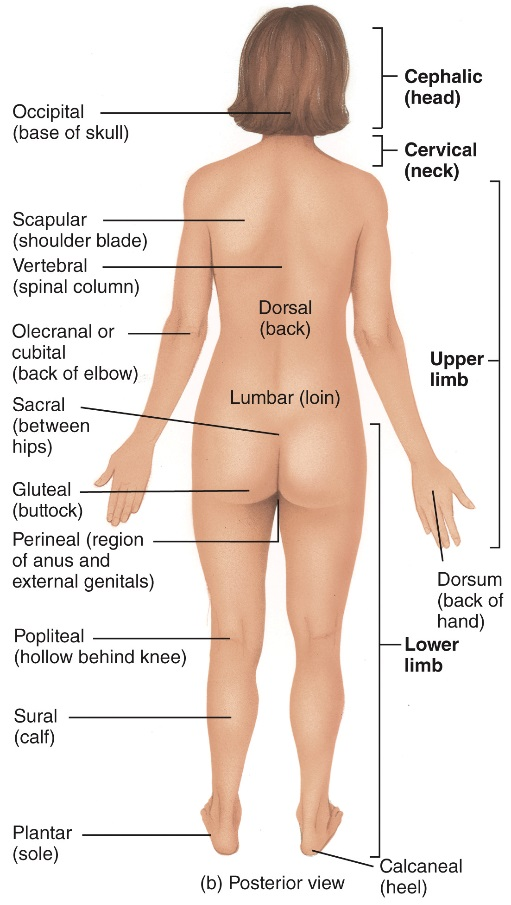 Cephalic
(head)
Occipital
(base of skull)
Cervical
(neck)
Scapular
(shoulder blade)
Vertebral
(spinal column)
Dorsal
(back)
Olecranal or
cubital
(back of elbow)
Upper
limb
Lumbar (loin)
Sacral
(between
hips)
Gluteal
(buttock)
Perineal (region
of anus and
external genitals)
Dorsum
(back of
hand)
Popliteal
(hollow behind knee)
Lower
limb
Sural
(calf)
Plantar
(sole)
Calcaneal
(heel)
(b) Posterior view